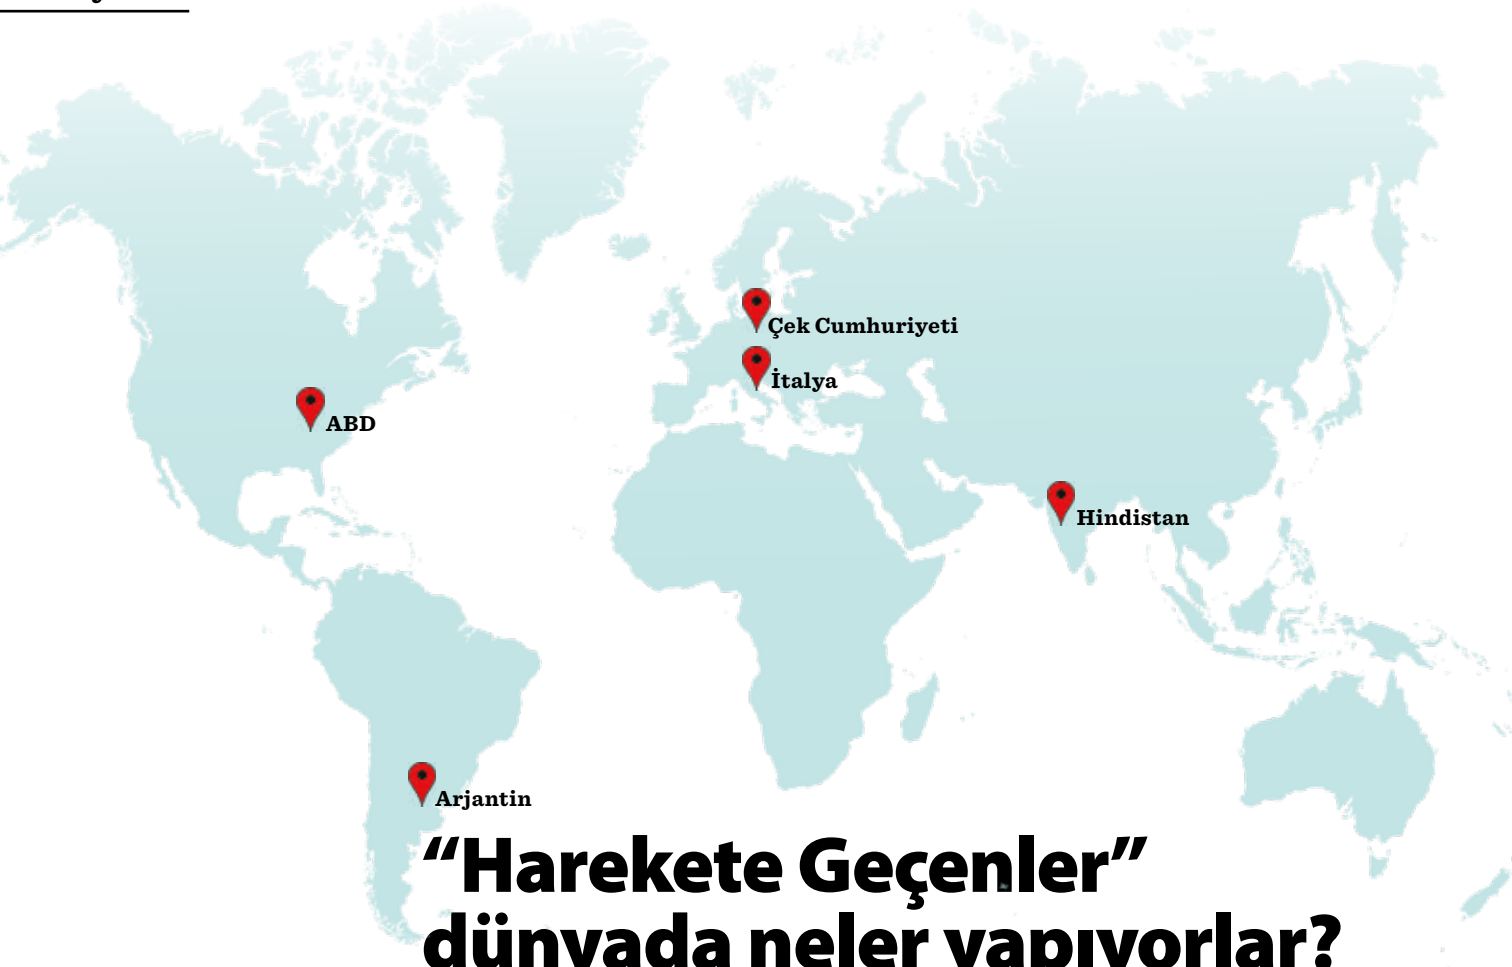 Çek Cumhuriyeti
İtalya
ABD
Hindistan
Arjantin
“Harekete Geçenler”
dünyada neler yapıyorlar?